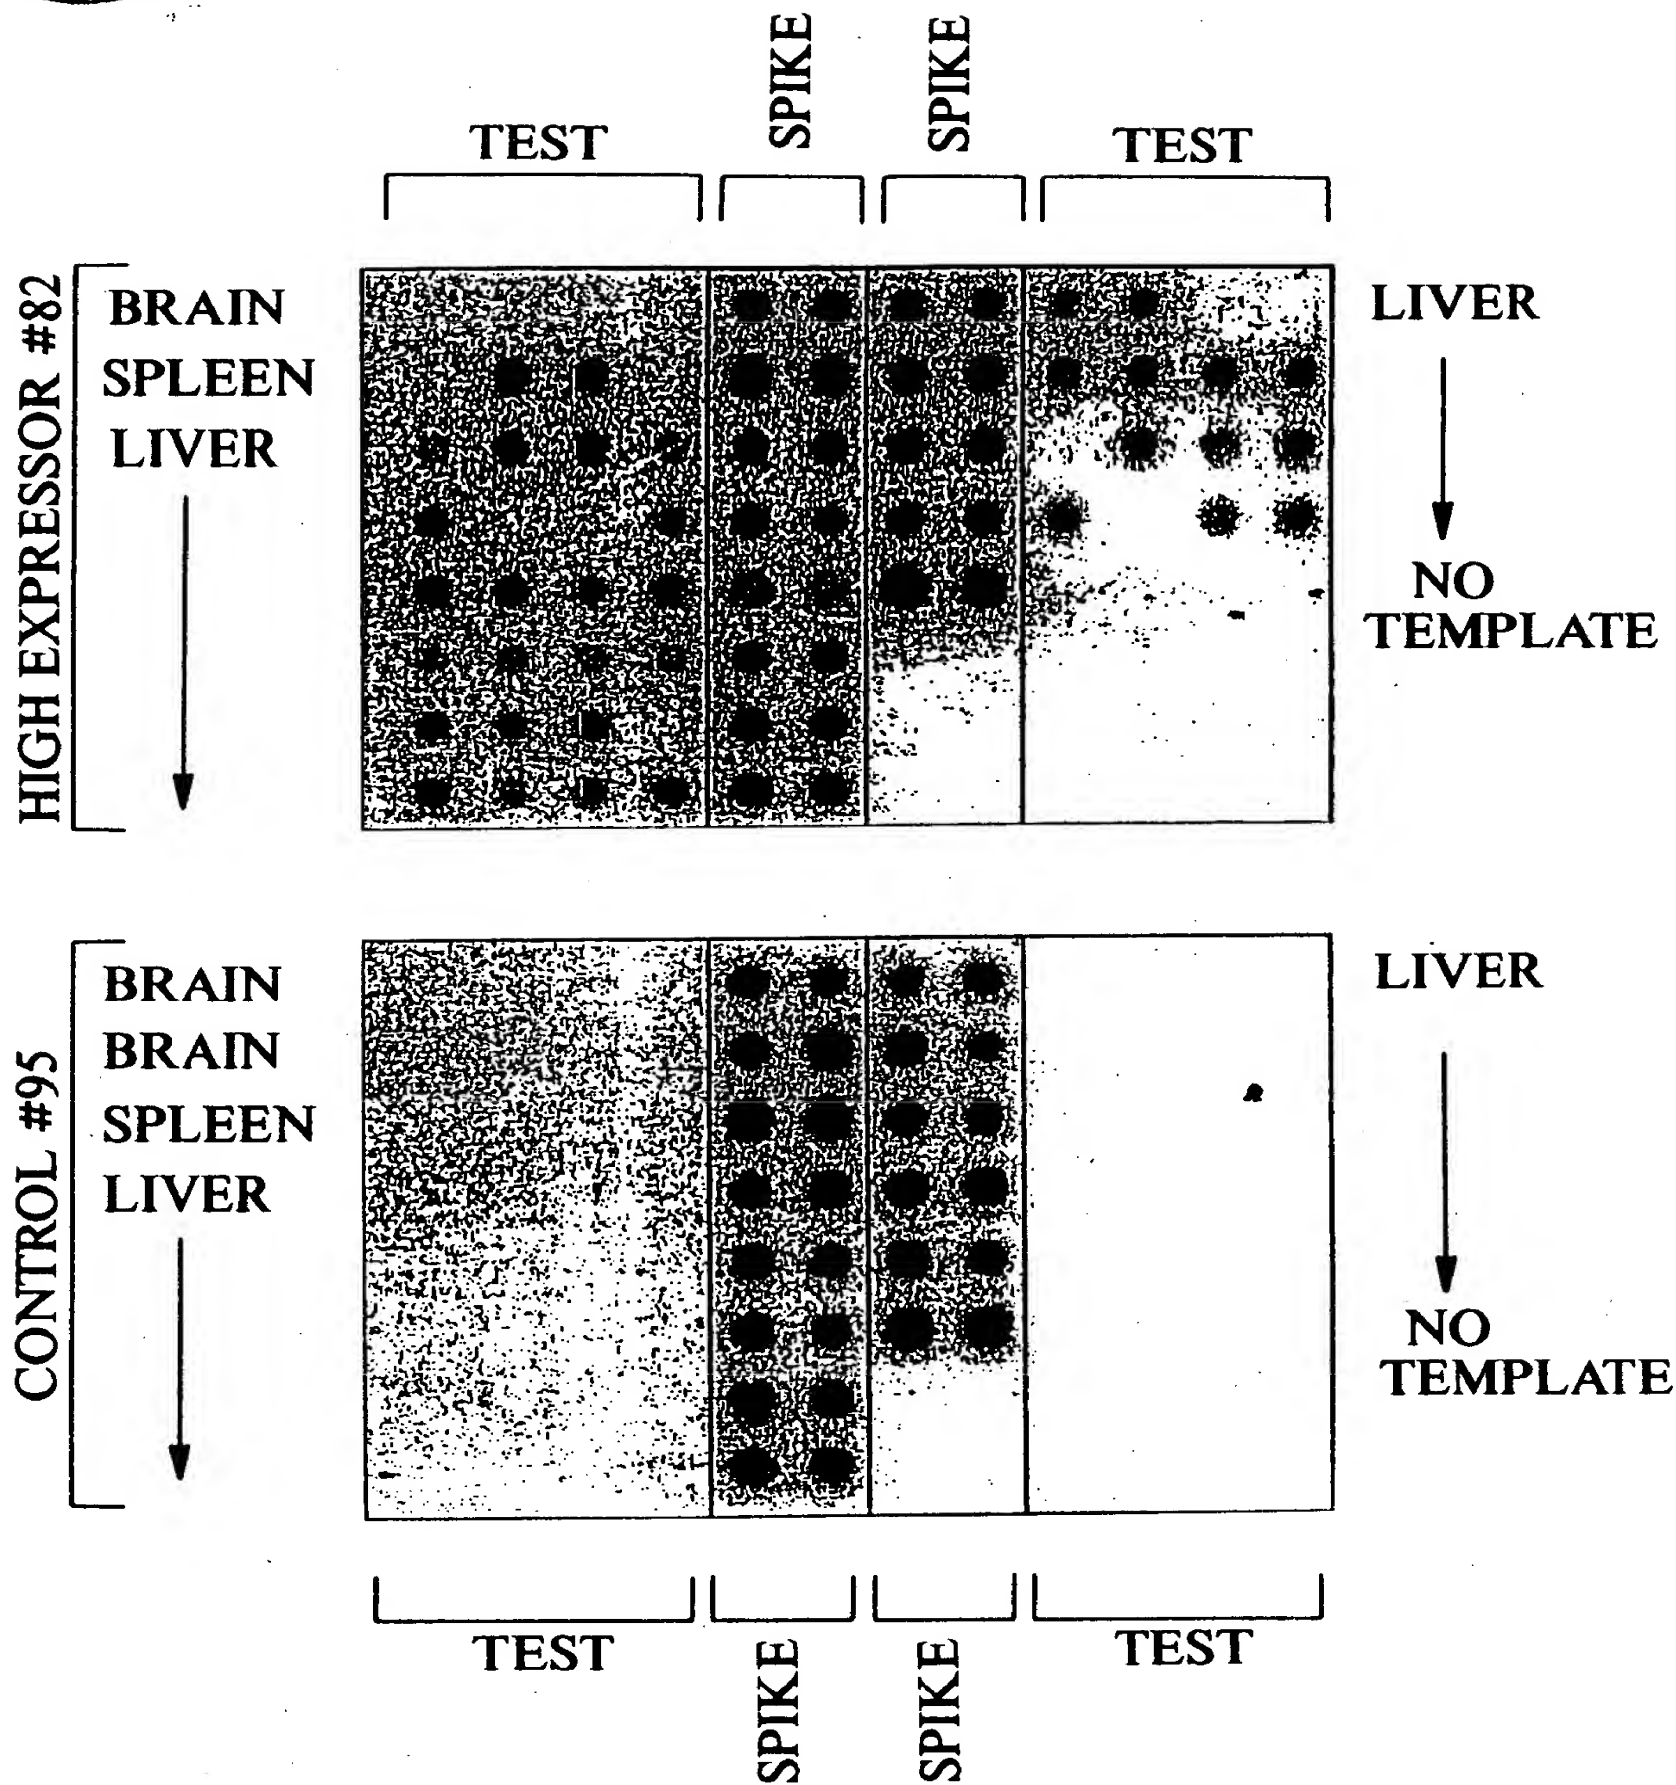 SPIKE
SPIKE
TEST
TEST
HIGH EXPRESSOR #82
BRAIN
SPLEEN
LIVER
LIVER
NO
TEMPLATE
CONTROL #95
BRAIN
BRAIN
SPLEEN
LIVER
LIVER
NO
TEMPLATE
TEST
SPIKE
SPIKE
TEST